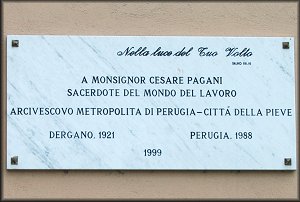 Nella luce del Tuo Volto
A MONSIGNOR CESARE PAGANI
SACERDOTE DEL MONDO DEL LAVORO
ARCIVESCOVO METROPOLITA DI PERUGIA-CITTÁ DELLA PIEVE
DERGANO, 1921 PERUGIA, 1988
1999